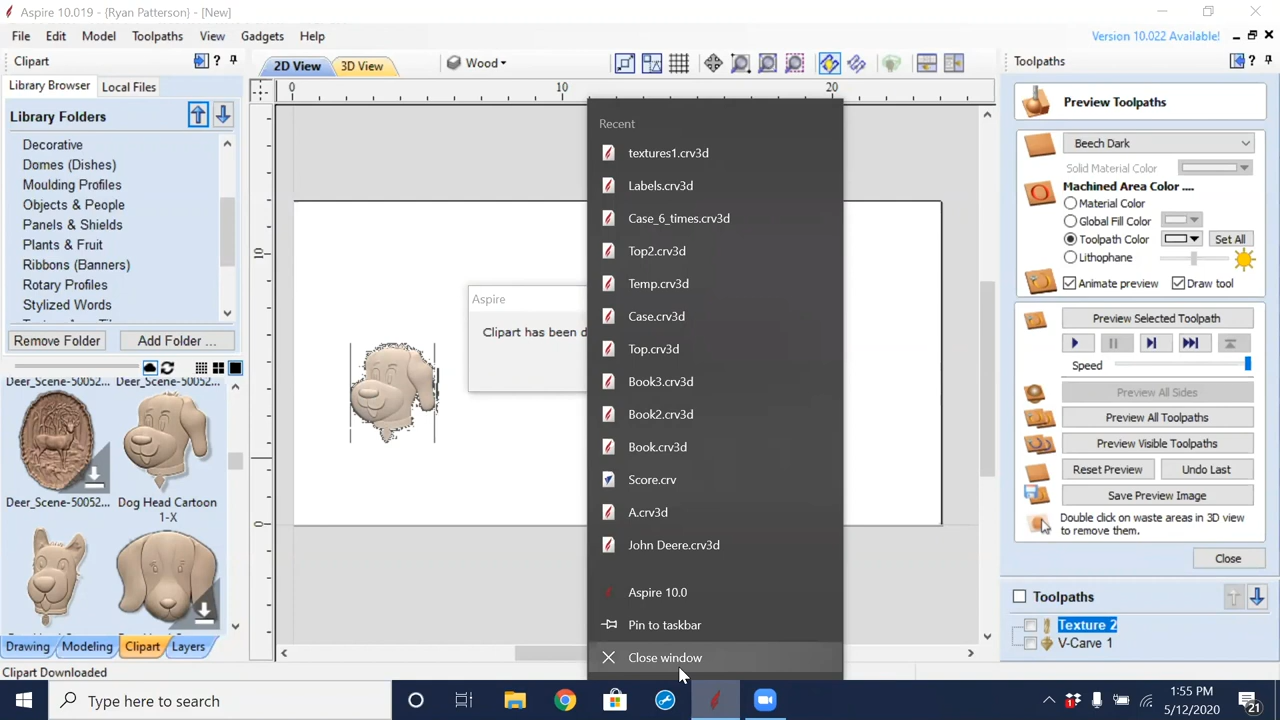 Aspire 10.019 - {Ryan Patterson} - [New]
File Edit Model Toolpaths View Gadgets Help
Version 10.022 Available!
Clipart
?
Library Browser Local Files
Library Folders
Decorative
Domes (Dishes)
Moulding Profiles
Objects & People
Panels & Shields
Plants & Fruit
Ribbons (Banners)
Rotary Profiles
Stylized Words
Remove Folder Add Folder ...
Deer_Scene-50052... Deer_Scene-50052...
Deer_Scene-50052... Dog Head Cartoon
1-X
Drawing Modeling Clipart Layers
Clipart Downloaded
2D View 3D View
Wood
0 10 20
10
0
Aspire
Clipart has been d
Recent
textures1.crv3d
Labels.crv3d
Case_6_times.crv3d
Top2.crv3d
Temp.crv3d
Case.crv3d
Top.crv3d
Book3.crv3d
Book2.crv3d
Book.crv3d
Score.crv
A.crv3d
John Deere.crv3d
Aspire 10.0
Pin to taskbar
Close window
Toolpaths
?
Preview Toolpaths
Beech Dark
Solid Material Color
Machined Area Color ....
Material Color
Global Fill Color
Toolpath Color Set All
Lithophane
Animate preview Draw tool
Preview Selected Toolpath
Speed
Preview All Sides
Preview All Toolpaths
Preview Visible Toolpaths
Reset Preview Undo Last
Save Preview Image
Double click on waste areas in 3D view
to remove them.
Close
Toolpaths
Texture 2
V-Carve 1
Type here to search
1:55 PM
5/12/2020
21